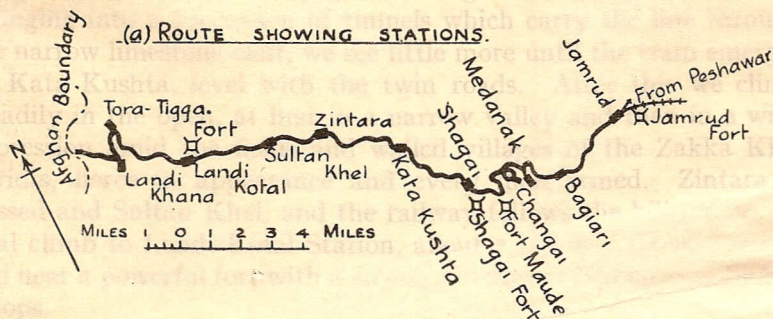 (a) ROUTE SHOWING STATIONS.
Afghan Boundary
Tora-Tigga.
Landi
Khana
Fort
Landi
Kotal
Sultan
Khel
Zintara
Kata Kushta
Shagai
Shagai Fort
Medanak
Fort Maude
Changai
Bagiari
Jamrud
From Peshawar
Jamrud
Fort
N
MILES 1 0 1 2 3 4 MILES